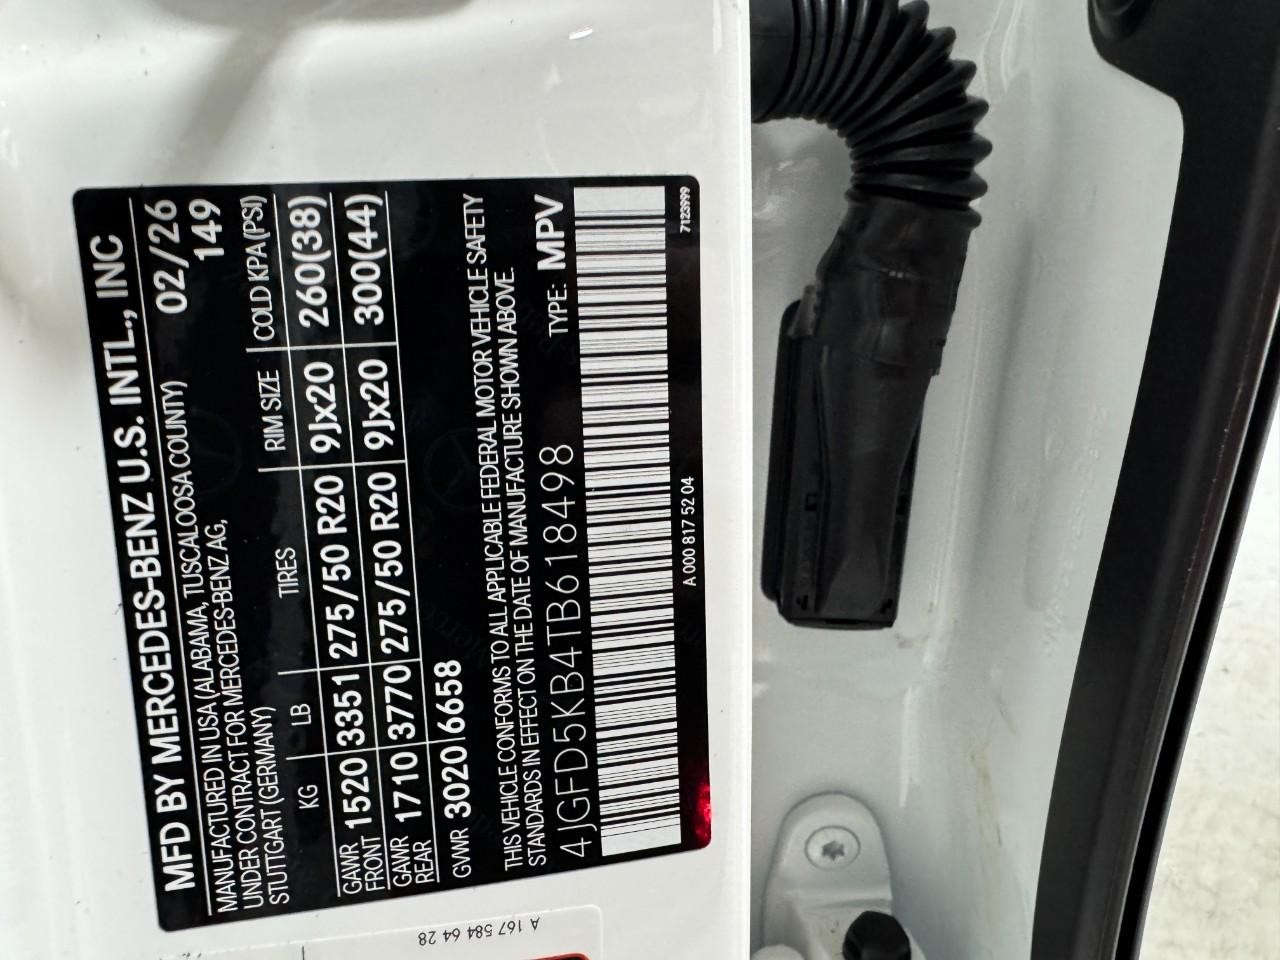 MFD BY MERCEDES-BENZ U.S. INTL., INC
MANUFACTURED IN USA (ALABAMA, TUSCALOOSA COUNTY) 02/26
UNDER CONTRACT FOR MERCEDES-BENZ AG, 149
STUTTGART (GERMANY)
KG LB TIRES RIM SIZE COLD KPA (PSI)
GAWR FRONT 1520 3351 275/50 R20 9Jx20 260(38)
GAWR REAR 1710 3770 275/50 R20 9Jx20 300(44)
GVWR 3020 6658
THIS VEHICLE CONFORMS TO ALL APPLICABLE FEDERAL MOTOR VEHICLE SAFETY
STANDARDS IN EFFECT ON THE DATE OF MANUFACTURE SHOWN ABOVE.
4JGFD5KB4TB618498 TYPE: MPV
A 000 817 52 04 7123999
A 167 584 64 28